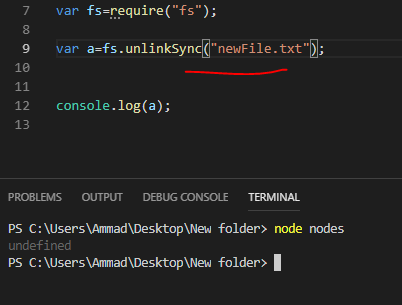 7 var fs=require("fs");
8
9 var a=fs.unlinkSync("newFile.txt");
10
11
12 console.log(a);
13
PROBLEMS OUTPUT DEBUG CONSOLE TERMINAL
PS C:\Users\Ammad\Desktop\New folder> node nodes
undefined
PS C:\Users\Ammad\Desktop\New folder>